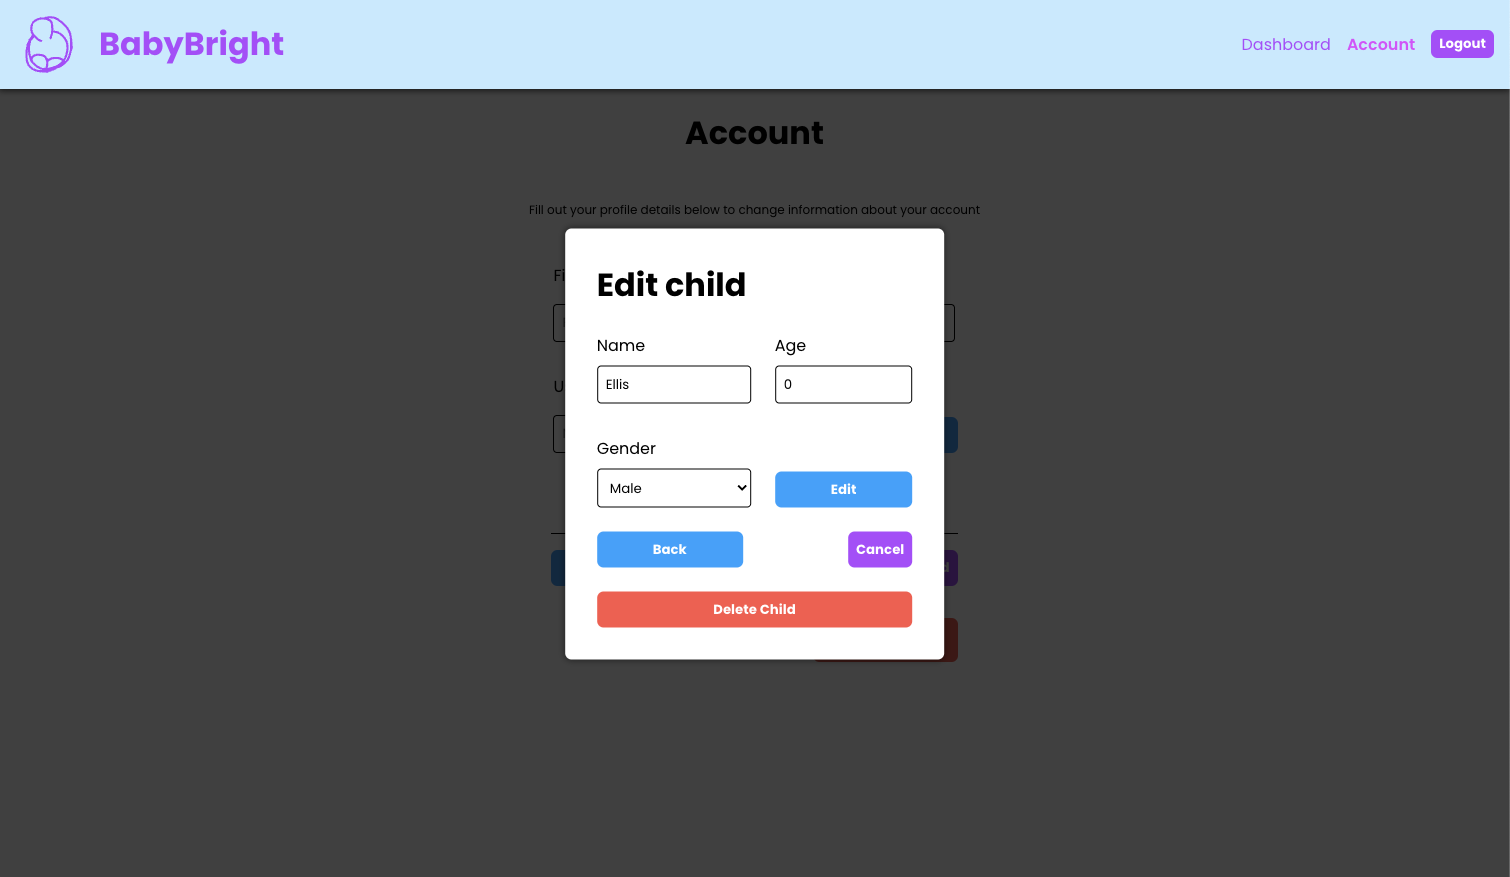 BabyBright
Dashboard Account Logout
Account
Fill out your profile details below to change information about your account
Edit child
Name Age
Ellis 0
Gender
Male Edit
Back Cancel
Delete Child